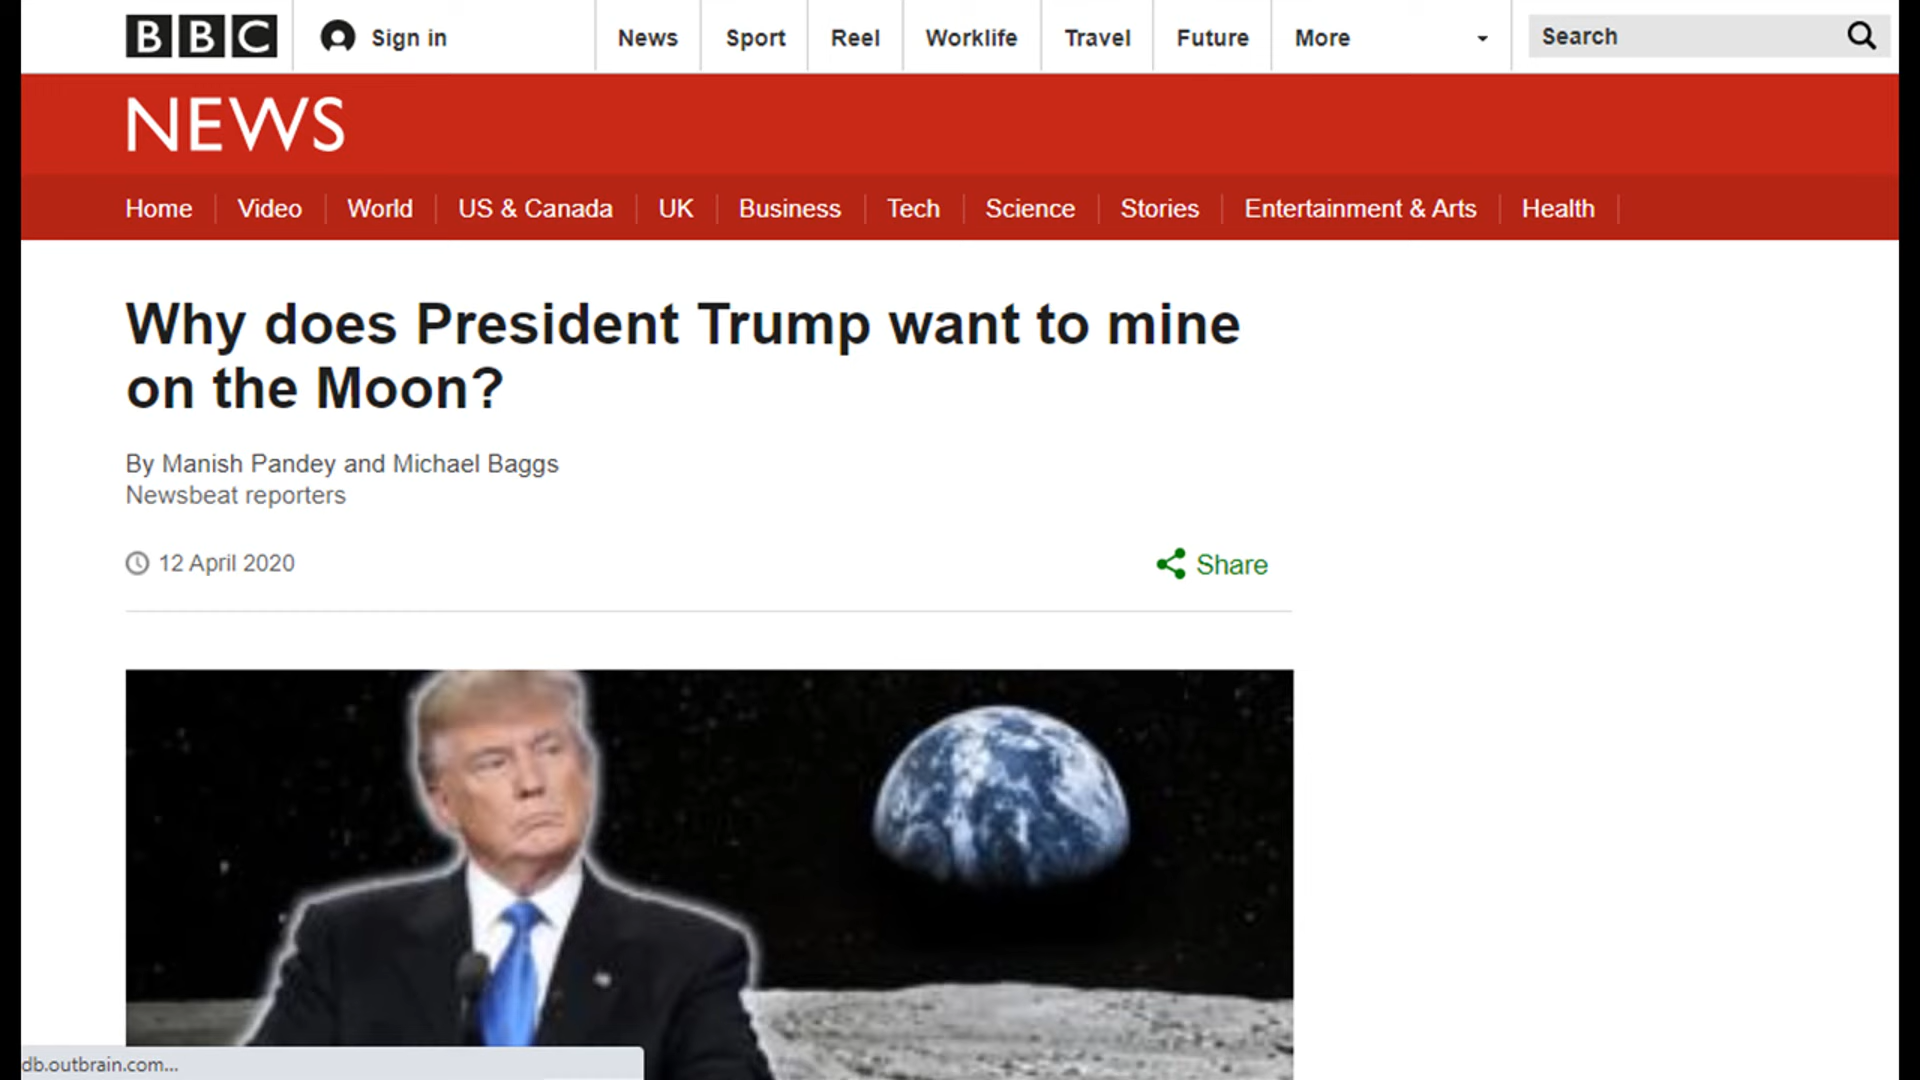 BBC Sign in News Sport Reel Worklife Travel Future More Search
NEWS
Home Video World US & Canada UK Business Tech Science Stories Entertainment & Arts Health
Why does President Trump want to mine
on the Moon?
By Manish Pandey and Michael Baggs
Newsbeat reporters
12 April 2020
Share
db.outbrain.com...